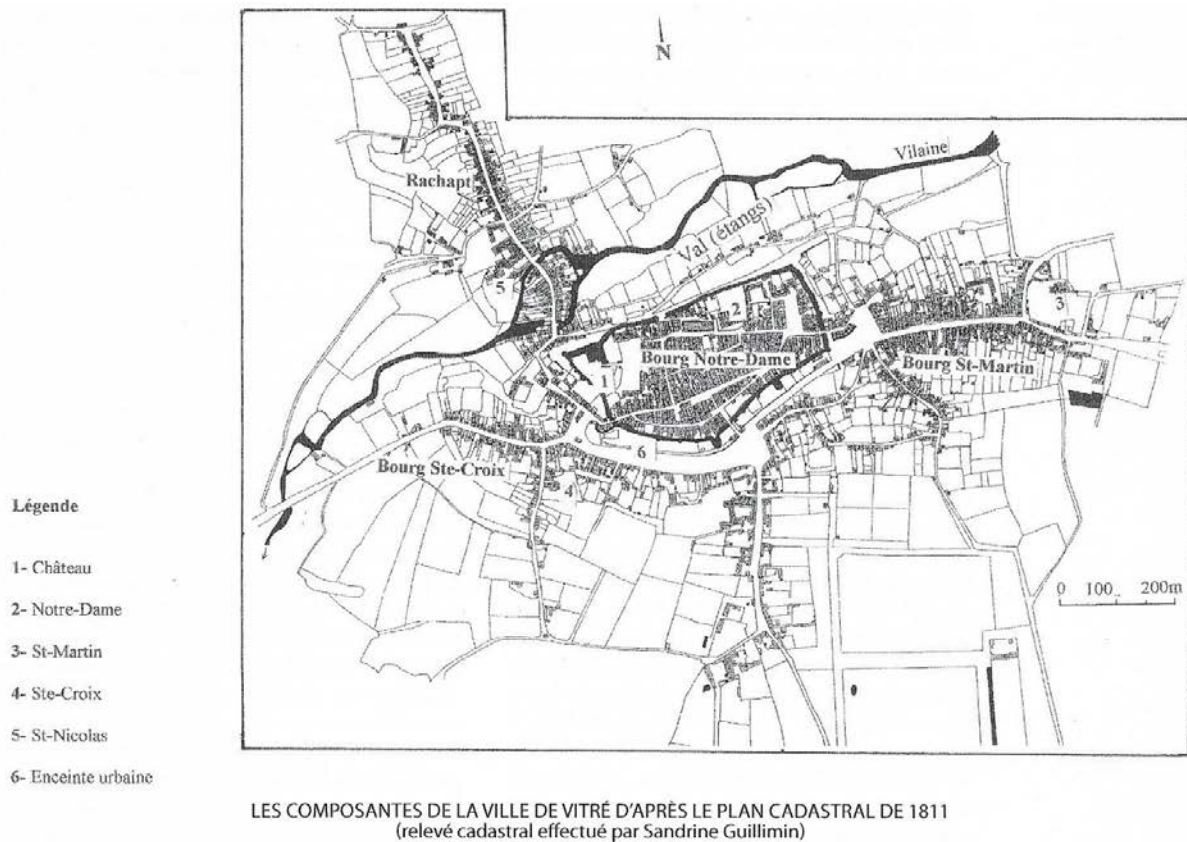 N
Vilaine
Rachapt
Val (étangs)
5
2
3
Bourg Notre-Dame
Bourg St-Martin
1
6
Bourg Ste-Croix
4
0 100 200m
Légende
1- Château
2- Notre-Dame
3- St-Martin
4- Ste-Croix
5- St-Nicolas
6- Enceinte urbaine
LES COMPOSANTES DE LA VILLE DE VITRÉ D'APRÈS LE PLAN CADASTRAL DE 1811
(relevé cadastral effectué par Sandrine Guillimin)